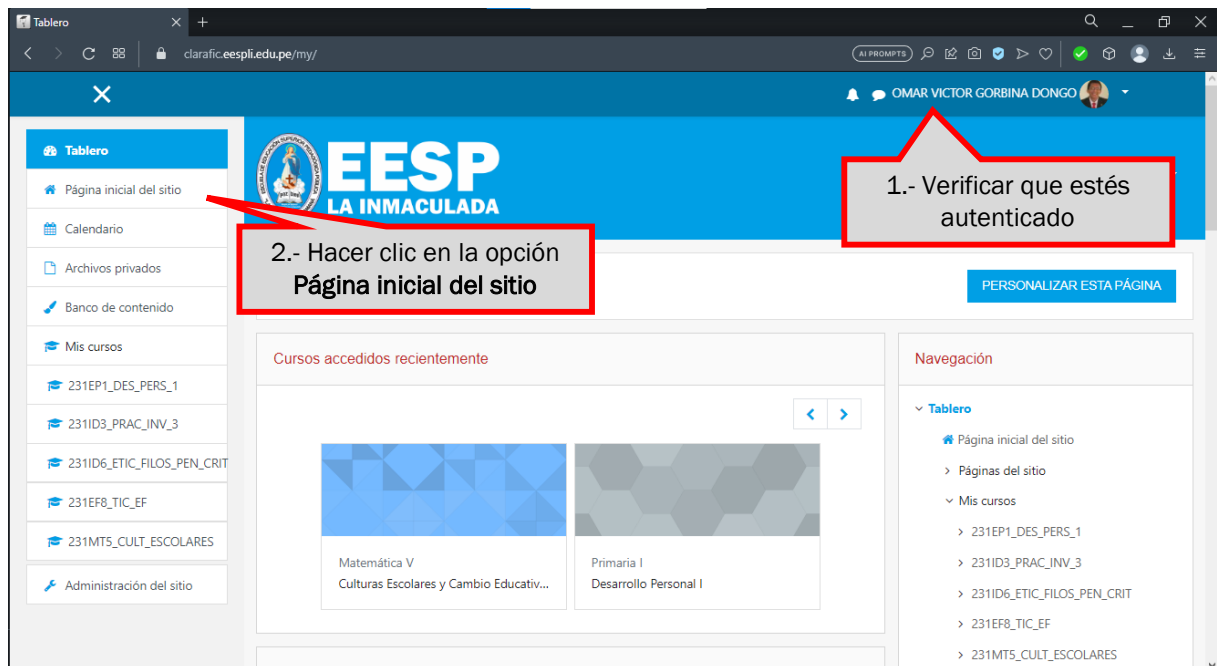 Tablero
clarafic.eespli.edu.pe/my/
AI PROMPTS
OMAR VICTOR GORBINA DONGO
Tablero
Página inicial del sitio
Calendario
Archivos privados
Banco de contenido
Mis cursos
231EP1_DES_PERS_1
231ID3_PRAC_INV_3
231ID6_ETIC_FILOS_PEN_CRIT
231EF8_TIC_EF
231MT5_CULT_ESCOLARES
Administración del sitio
EESP
LA INMACULADA
1.- Verificar que estés
autenticado
2.- Hacer clic en la opción
Página inicial del sitio
PERSONALIZAR ESTA PÁGINA
Cursos accedidos recientemente
Matemática V
Culturas Escolares y Cambio Educativ...
Primaria I
Desarrollo Personal I
Navegación
Tablero
Página inicial del sitio
Páginas del sitio
Mis cursos
231EP1_DES_PERS_1
231ID3_PRAC_INV_3
231ID6_ETIC_FILOS_PEN_CRIT
231EF8_TIC_EF
231MT5_CULT_ESCOLARES